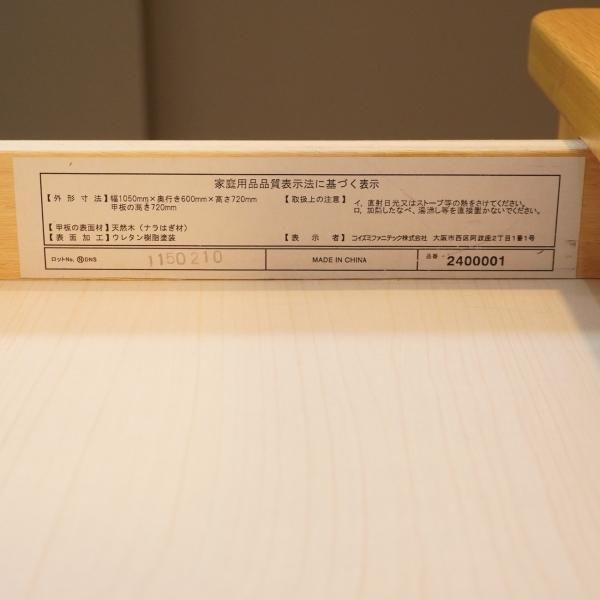 家庭用品品質表示法に基づく表示
【外形寸法】幅1050mm×奥行き600mm×高さ720mm
甲板の高さ720mm
【甲板の表面材】天然木(ナラはぎ材)
【表面加工】ウレタン樹脂塗装
【取扱上の注意】イ.直射日光又はストーブ等の熱をさけてください。
ロ.加熱したなべ、湯沸し等を直接置かないでください。
【表示者】コイズミファニテック株式会社 大阪市西区阿波座2丁目1番1号
ロットNo. ⓃDNS 1150210
MADE IN CHINA
品番 2400001